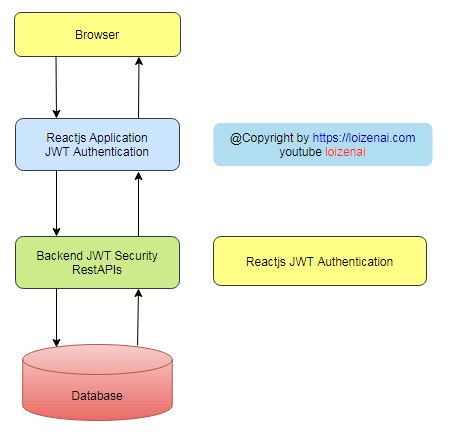 Browser
Reactjs Application
JWT Authentication
@Copyright by https://loizenai.com
youtube loizenai
Backend JWT Security
RestAPIs
Reactjs JWT Authentication
Database